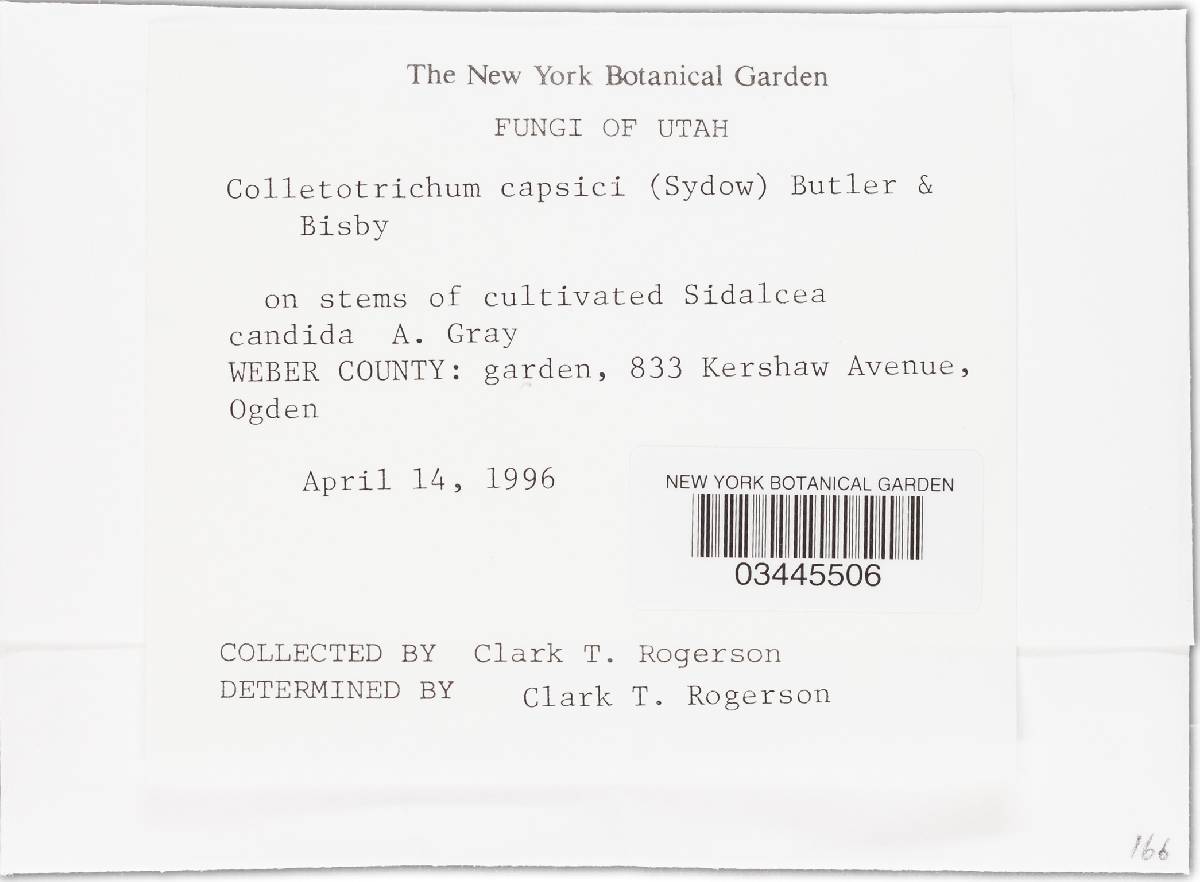 The New York Botanical Garden
FUNGI OF UTAH
Colletotrichum capsici (Sydow) Butler &
Bisby
on stems of cultivated Sidalcea
candida A. Gray
WEBER COUNTY: garden, 833 Kershaw Avenue,
Ogden
April 14, 1996
NEW YORK BOTANICAL GARDEN
03445506
COLLECTED BY Clark T. Rogerson
DETERMINED BY Clark T. Rogerson
166